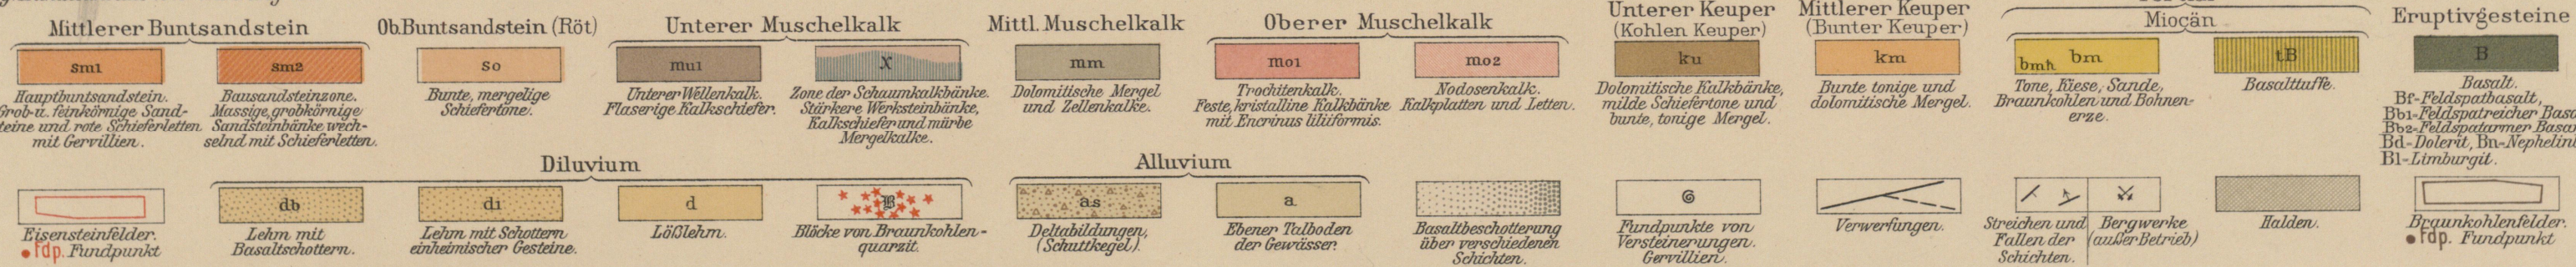 Mittlerer Buntsandstein
sm1
Hauptbuntsandstein.
Grob-u. feinkörnige Sand-
steine und rote Schieferletten
mit Gervillien.
sm2
Bausandsteinzone.
Massige, grobkörnige
Sandsteinbänke wech-
selnd mit Schieferletten.
Ob.Buntsandstein (Röt)
so
Bunte, mergelige
Schiefertone.
Unterer Muschelkalk
mu1
Unterer Wellenkalk.
Flaserige Kalkschiefer.
X
Zone der Schaumkalkbänke.
Stärkere Werksteinbänke,
Kalkschiefer und mürbe
Mergelkalke.
Mittl. Muschelkalk
mm
Dolomitische Mergel
und Zellenkalke.
Oberer Muschelkalk
mo1
Trochitenkalk.
Feste, kristalline Kalkbänke
mit Encrinus liliiformis.
mo2
Nodosenkalk.
Kalkplatten und Letten.
Unterer Keuper
(Kohlen Keuper)
ku
Dolomitische Kalkbänke,
milde Schiefertone und
bunte, tonige Mergel.
Mittlerer Keuper
(Bunter Keuper)
km
Bunte tonige und
dolomitische Mergel.
Miocän
bmħ bm
Tone, Kiese, Sande,
Braunkohlen und Bohnen-
erze.
tB
Basalttuffe.
Eruptivgesteine
B
Basalt.
Bf-Feldspatbasalt,
Bb1-Feldspatreicher Basa
Bb2-Feldspatarmer Basa
Bd-Dolerit, Bn-Nephelin
Bl-Limburgit.
Eisensteinfelder.
Fdp. Fundpunkt
Diluvium
db
Lehm mit
Basaltschottern.
di
Lehm mit Schottern
einheimischer Gesteine.
d
Lößlehm.
B
Blöcke von Braunkohlen-
quarzit.
Alluvium
as
Deltabildungen,
(Schuttkegel).
a
Ebener Talboden
der Gewässer.
Basaltbeschotterung
über verschiedenen
Schichten.
Fundpunkte von
Versteinerungen.
Gervillien.
Verwerfungen.
Streichen und
Fallen der
Schichten.
Bergwerke
(außer Betrieb)
Halden.
Braunkohlenfelder.
Fdp. Fundpunkt